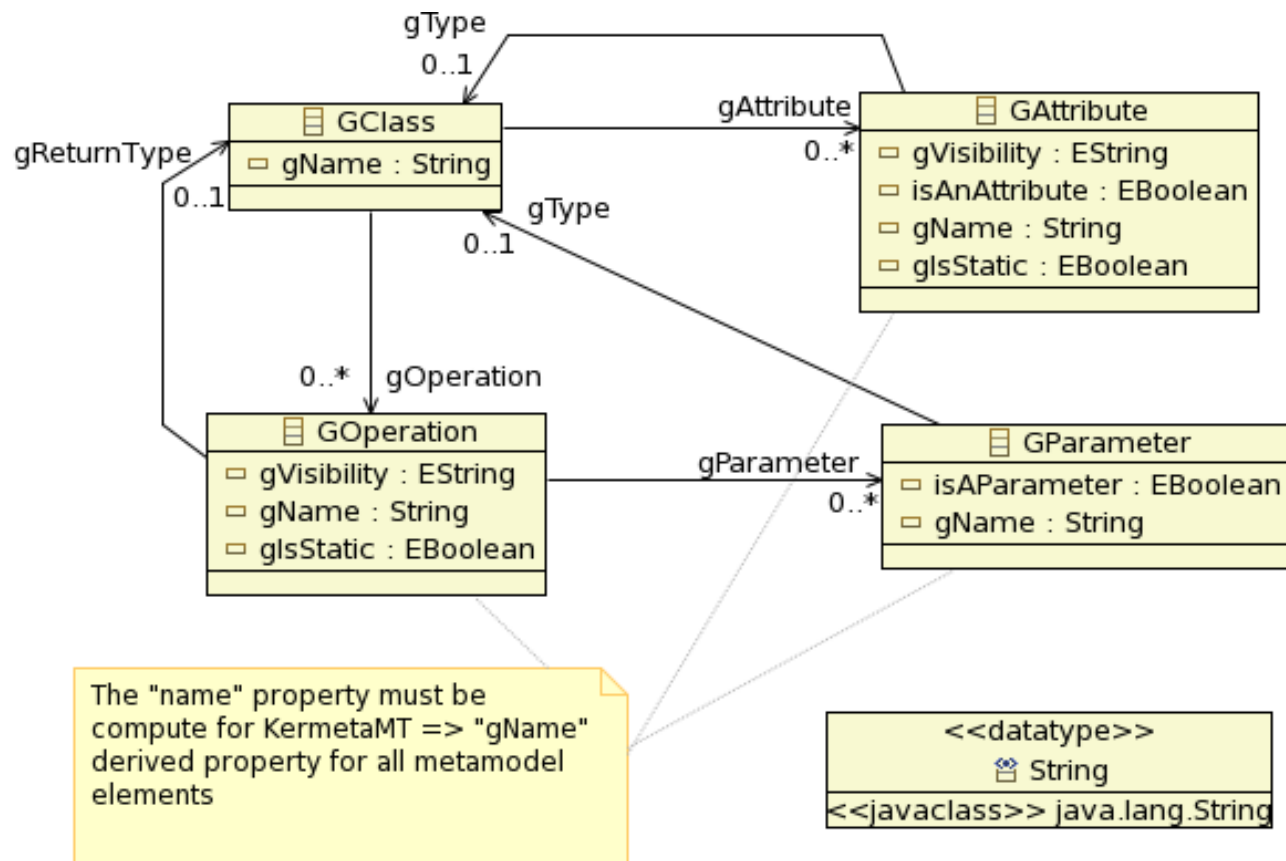 gType
0..1
GClass
gName : String
gAttribute
0..*
GAttribute
gVisibility : EString
isAnAttribute : EBoolean
gName : String
gIsStatic : EBoolean
gReturnType
0..1
gType
0..1
0..*
gOperation
GOperation
gVisibility : EString
gName : String
gIsStatic : EBoolean
gParameter
0..*
GParameter
isAParameter : EBoolean
gName : String
The "name" property must be
compute for KermetaMT => "gName"
derived property for all metamodel
elements
<<datatype>>
String
<<javaclass>> java.lang.String